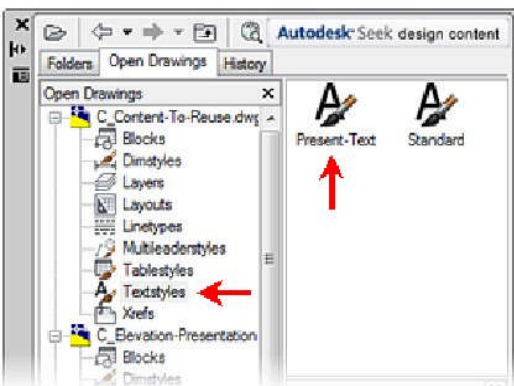 Autodesk Seek design content
Folders Open Drawings History
Open Drawings
C_Content-To-Reuse.dwg
Blocks
Dimstyles
Layers
Layouts
Linetypes
Multileaderstyles
Tablestyles
Textstyles
Xrefs
C_Elevation-Presentation
Blocks
Dimstyles
Present-Text Standard